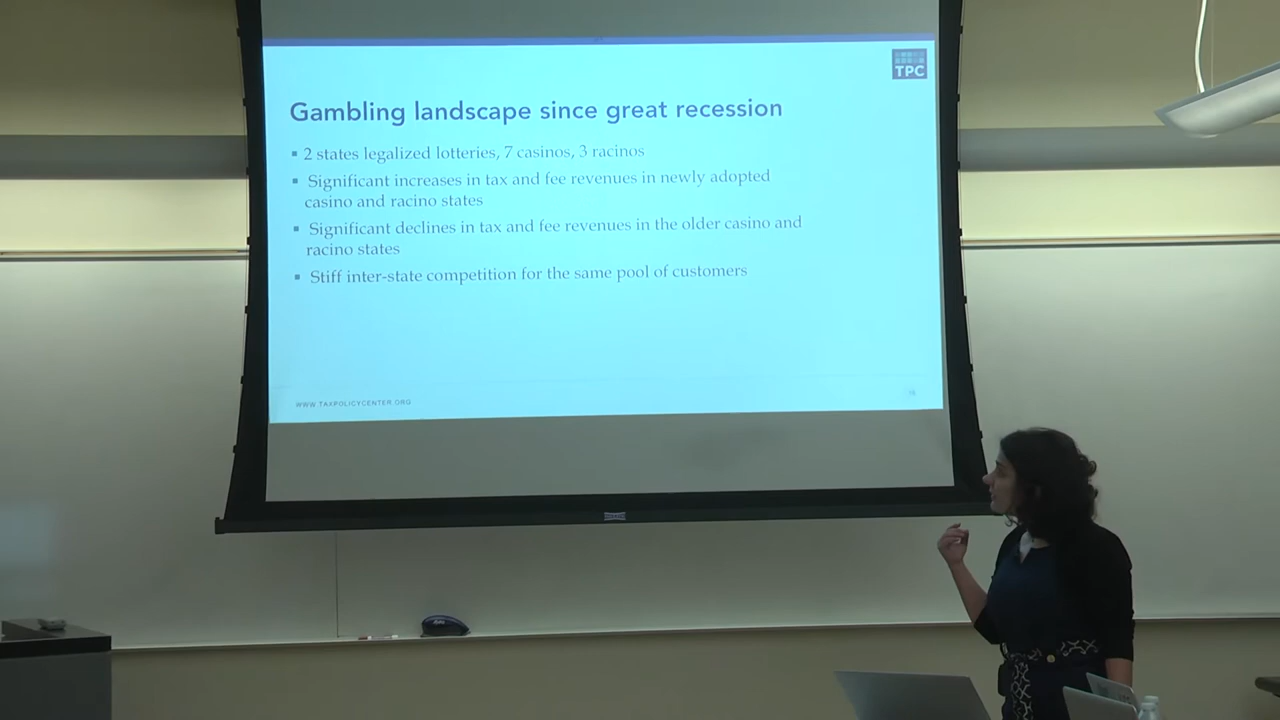 TPC
Gambling landscape since great recession
▪ 2 states legalized lotteries, 7 casinos, 3 racinos
▪ Significant increases in tax and fee revenues in newly adopted
casino and racino states
▪ Significant declines in tax and fee revenues in the older casino and
racino states
▪ Stiff inter-state competition for the same pool of customers
WWW.TAXPOLICYCENTER.ORG